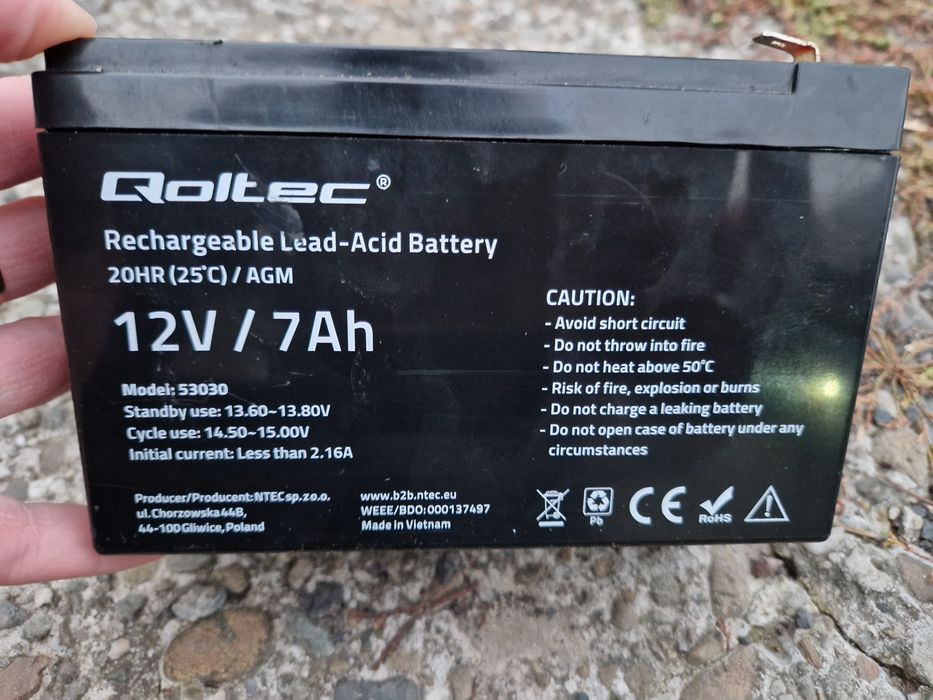 Qoltec®
Rechargeable Lead-Acid Battery
20HR (25°C) / AGM
12V / 7Ah
Model: 53030
Standby use: 13.60~13.80V
Cycle use: 14.50~15.00V
Initial current: Less than 2.16A
CAUTION:
- Avoid short circuit
- Do not throw into fire
- Do not heat above 50°C
- Risk of fire, explosion or burns
- Do not charge a leaking battery
- Do not open case of battery under any
circumstances
Producer/Producent: NTEC sp. z o.o.
ul. Chorzowska 44B,
44-100 Gliwice, Poland
www.b2b.ntec.eu
WEEE/BDO: 000137497
Made in Vietnam
Pb
CE
RoHS